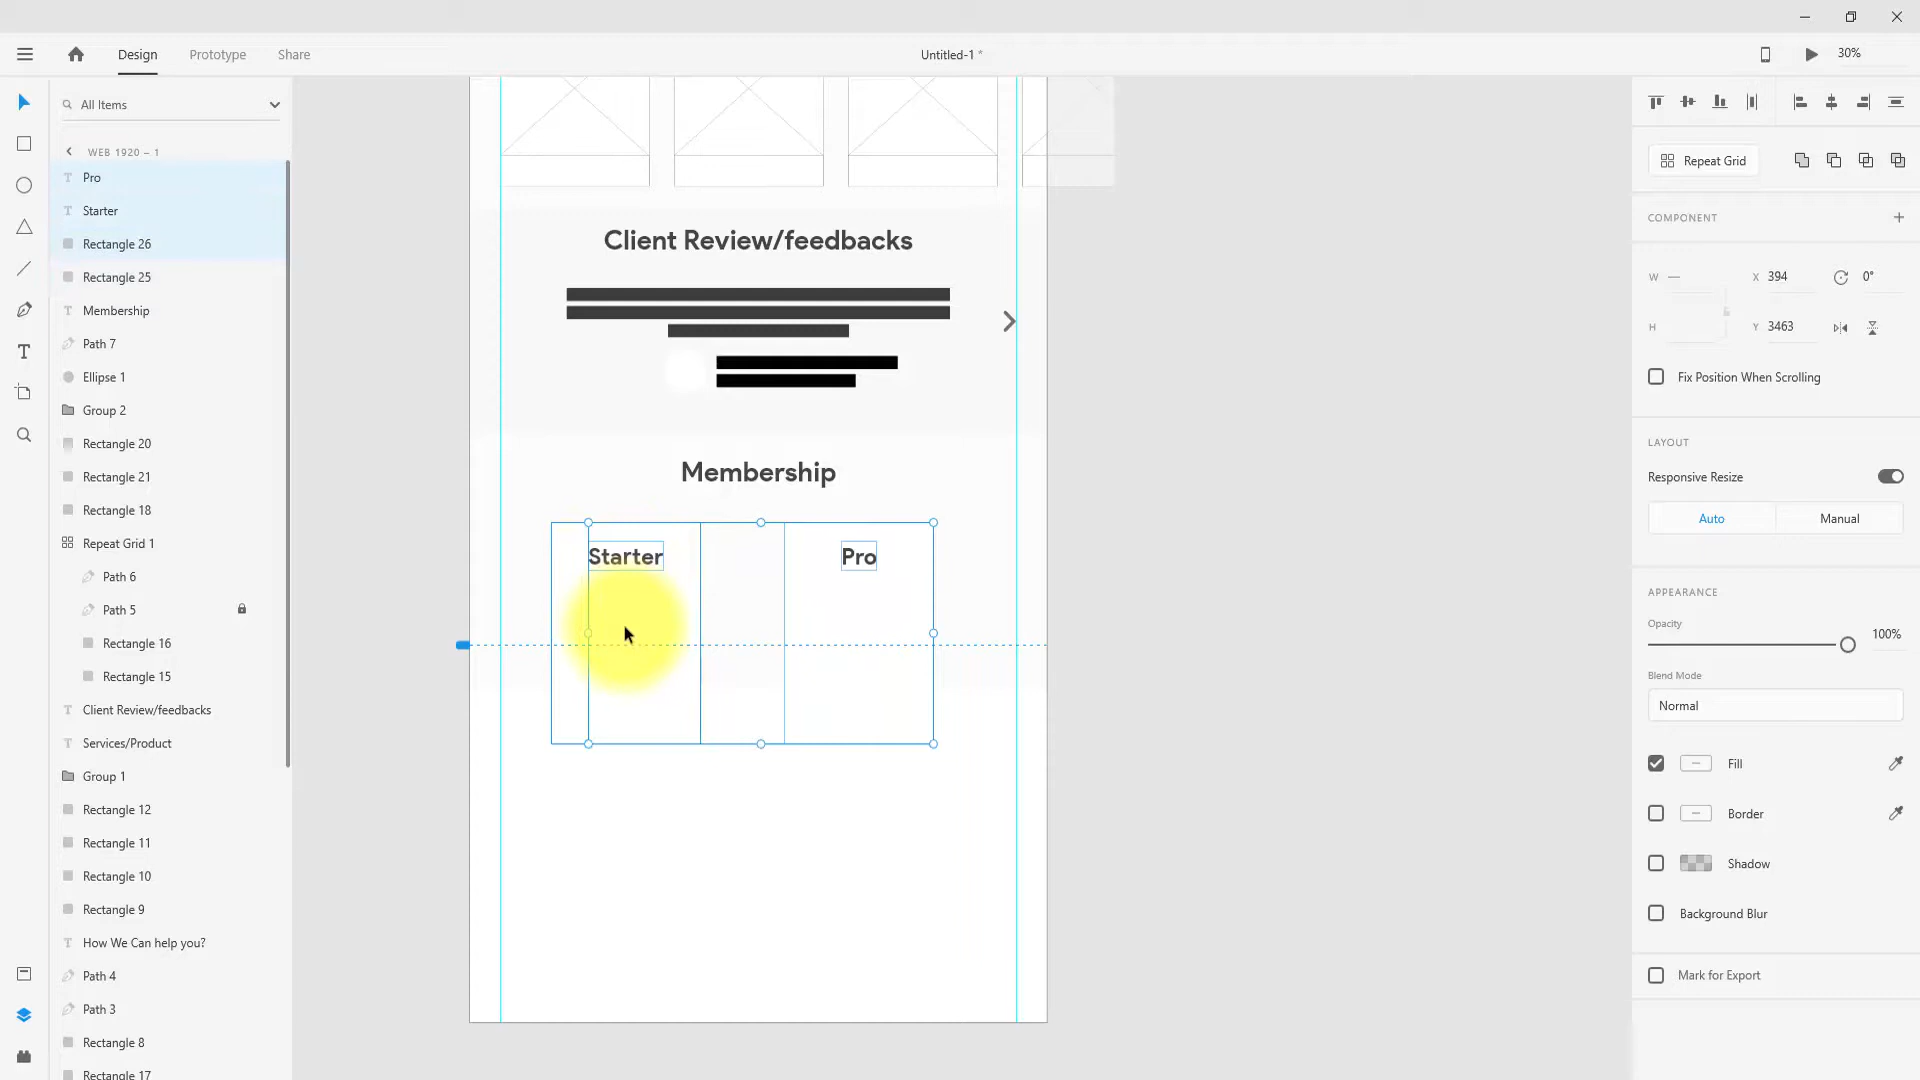 Design
Prototype
Share
Untitled-1 *
30%
All Items
WEB 1920 – 1
Pro
Starter
Rectangle 26
Rectangle 25
Membership
Path 7
Ellipse 1
Group 2
Rectangle 20
Rectangle 21
Rectangle 18
Repeat Grid 1
Path 6
Path 5
Rectangle 16
Rectangle 15
Client Review/feedbacks
Services/Product
Group 1
Rectangle 12
Rectangle 11
Rectangle 10
Rectangle 9
How We Can help you?
Path 4
Path 3
Rectangle 8
Rectangle 17
Client Review/feedbacks
Membership
Starter
Pro
Repeat Grid
COMPONENT
W —
X 394
0°
H
Y 3463
Fix Position When Scrolling
LAYOUT
Responsive Resize
Auto
Manual
APPEARANCE
Opacity
100%
Blend Mode
Normal
Fill
Border
Shadow
Background Blur
Mark for Export